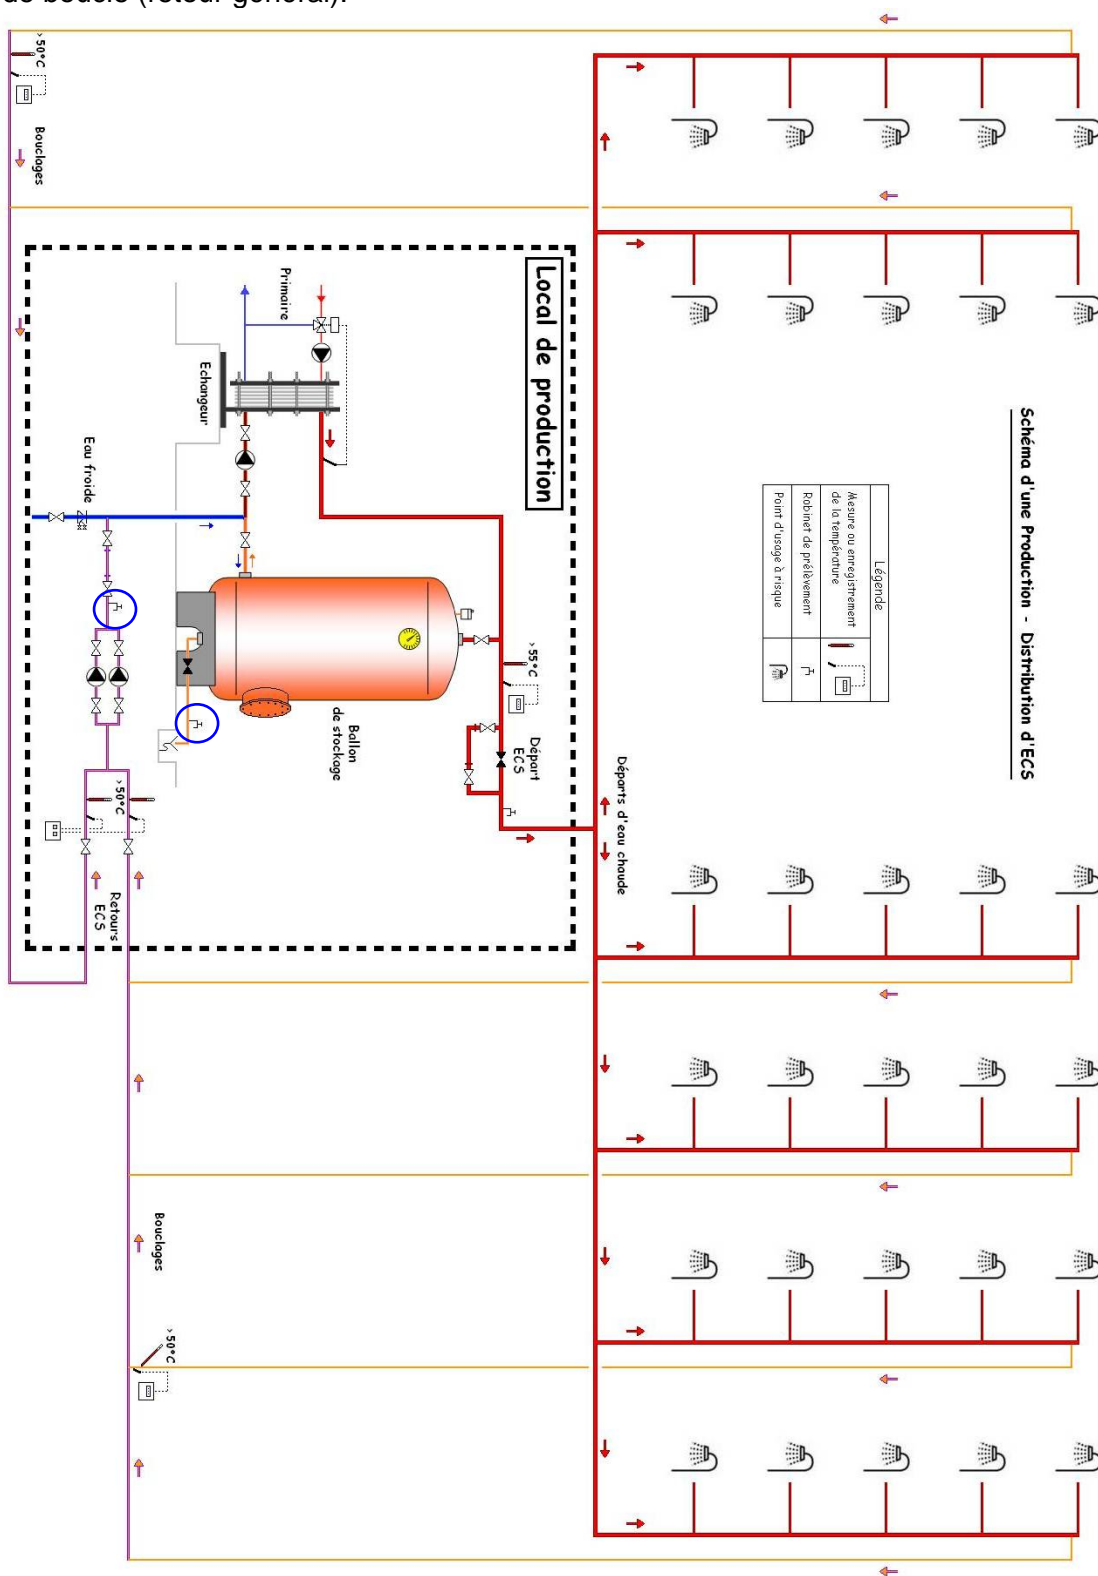 de boucle (retour général).
Schéma d'une Production - Distribution d'ECS
Légende
Mesure ou enregistrement
de la température
Robinet de prélèvement
Point d'usage à risque
Départs d'eau chaude
Local de production
Départ
ECS
>55°C
Ballon
de stockage
Primaire
Echangeur
Eau froide
>50°C
Retours
ECS
Bouclages
>50°C
Bouclages
>50°C